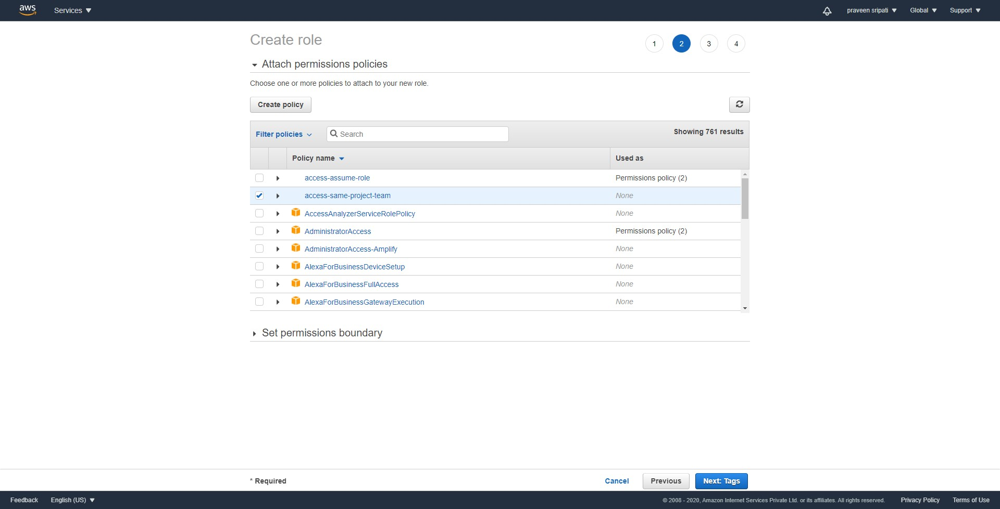 aws Services praveen sripati Global Support
Create role
1 2 3 4
Attach permissions policies
Choose one or more policies to attach to your new role.
Create policy
Filter policies Search Showing 761 results
Policy name Used as
access-assume-role Permissions policy (2)
access-same-project-team None
AccessAnalyzerServiceRolePolicy None
AdministratorAccess Permissions policy (2)
AdministratorAccess-Amplify None
AlexaForBusinessDeviceSetup None
AlexaForBusinessFullAccess None
AlexaForBusinessGatewayExecution None
Set permissions boundary
* Required Cancel Previous Next: Tags
Feedback English (US) © 2008 - 2020, Amazon Internet Services Private Ltd. or its affiliates. All rights reserved. Privacy Policy Terms of Use